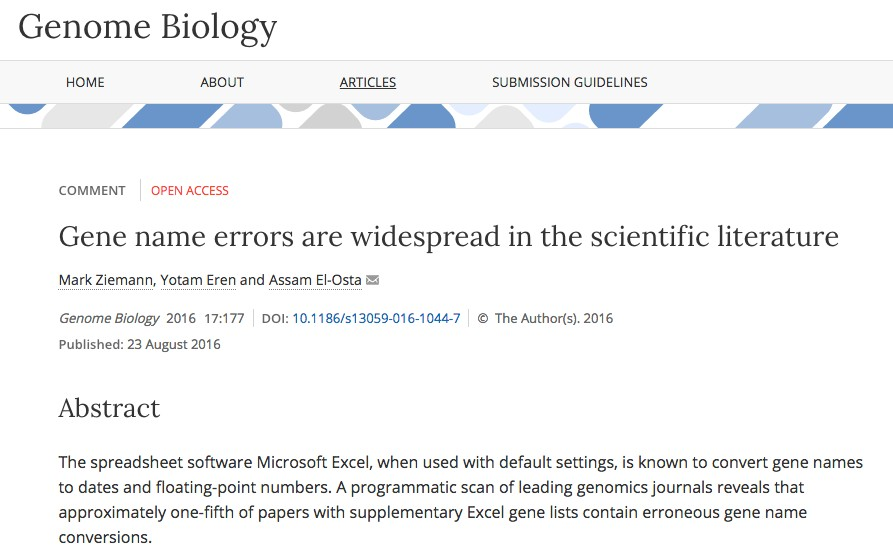 Genome Biology
HOME ABOUT ARTICLES SUBMISSION GUIDELINES
COMMENT OPEN ACCESS
Gene name errors are widespread in the scientific literature
Mark Ziemann, Yotam Eren and Assam El-Osta
Genome Biology 2016 17:177 DOI: 10.1186/s13059-016-1044-7 © The Author(s). 2016
Published: 23 August 2016
Abstract
The spreadsheet software Microsoft Excel, when used with default settings, is known to convert gene names
to dates and floating-point numbers. A programmatic scan of leading genomics journals reveals that
approximately one-fifth of papers with supplementary Excel gene lists contain erroneous gene name
conversions.